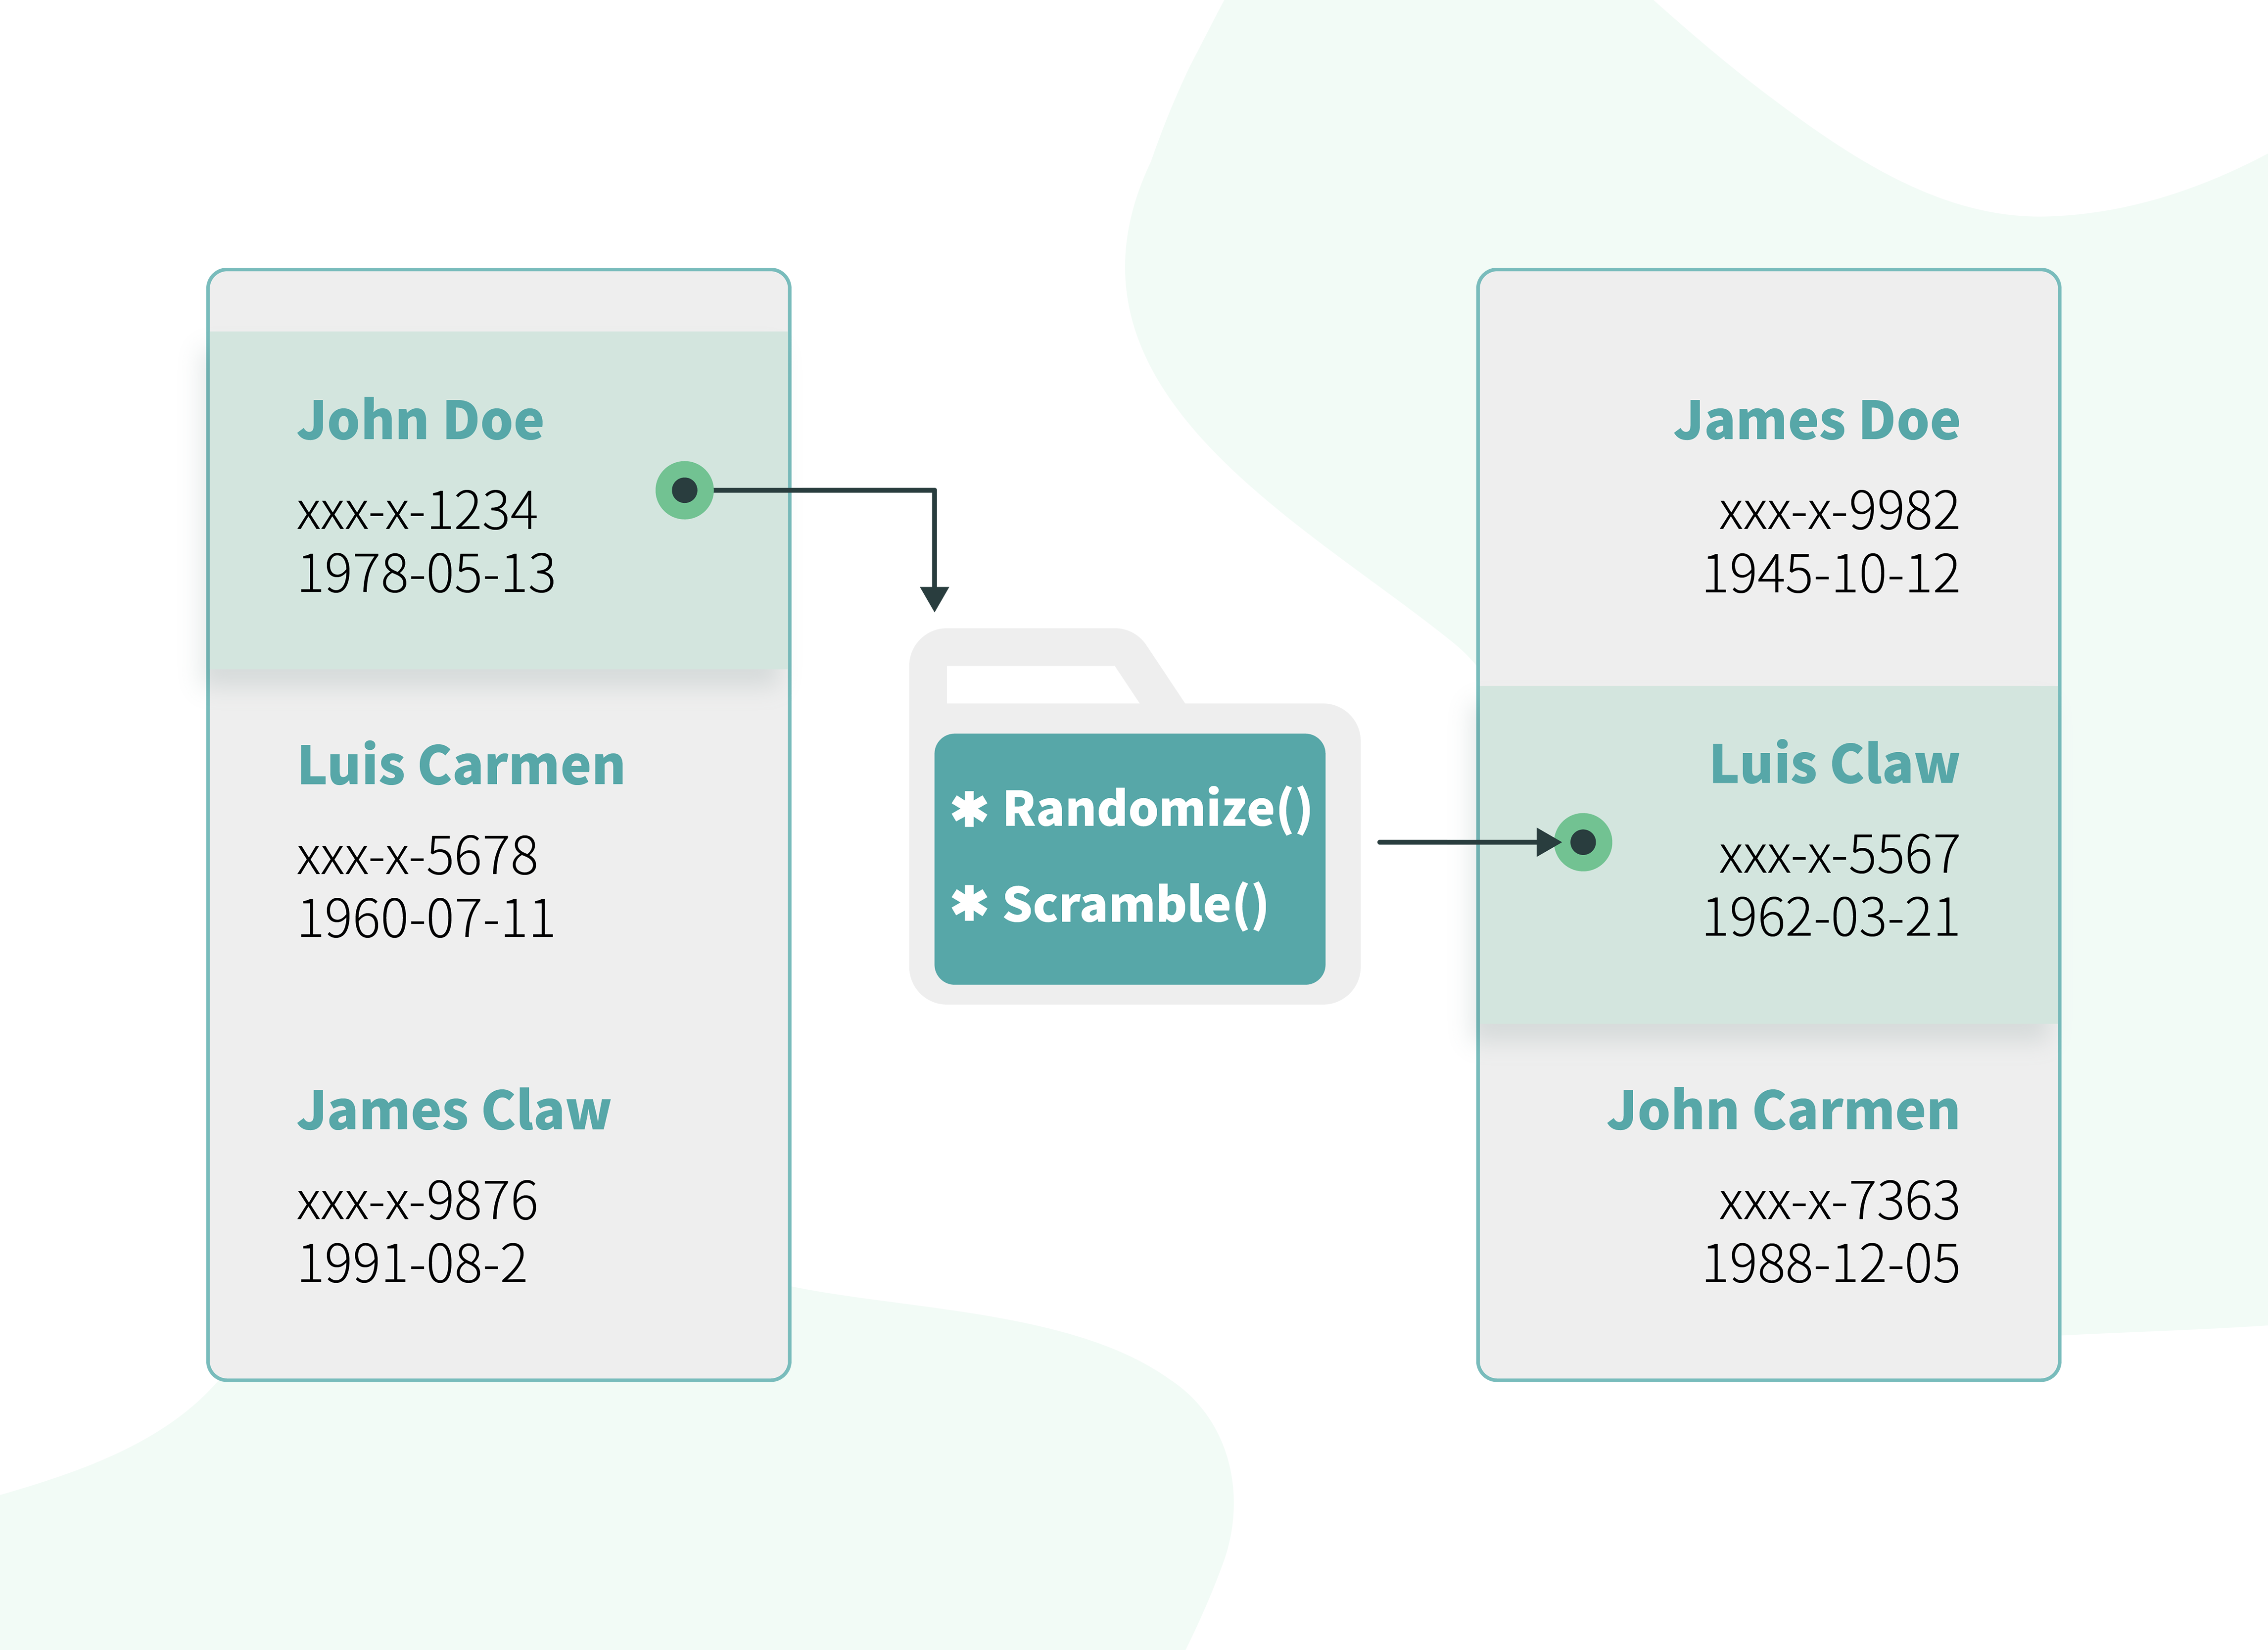 John Doe
xxx-x-1234
1978-05-13
Luis Carmen
xxx-x-5678
1960-07-11
James Claw
xxx-x-9876
1991-08-2
* Randomize()
* Scramble()
James Doe
xxx-x-9982
1945-10-12
Luis Claw
xxx-x-5567
1962-03-21
John Carmen
xxx-x-7363
1988-12-05